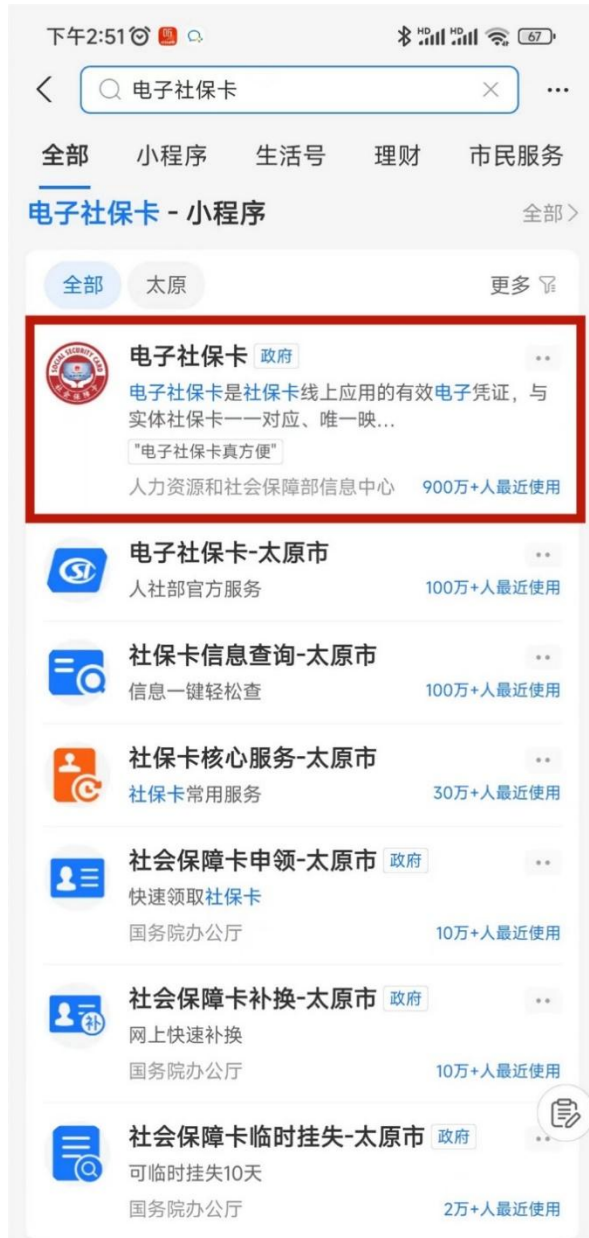 下午2:51
67
电子社保卡
全部 小程序 生活号 理财 市民服务
电子社保卡 - 小程序 全部
全部 太原 更多
电子社保卡 政府
电子社保卡是社保卡线上应用的有效电子凭证，与
实体社保卡一一对应、唯一映...
"电子社保卡真方便"
人力资源和社会保障部信息中心 900万+人最近使用
电子社保卡-太原市
人社部官方服务 100万+人最近使用
社保卡信息查询-太原市
信息一键轻松查 100万+人最近使用
社保卡核心服务-太原市
社保卡常用服务 30万+人最近使用
社会保障卡申领-太原市 政府
快速领取社保卡
国务院办公厅 10万+人最近使用
社会保障卡补换-太原市 政府
补
网上快速补换
国务院办公厅 10万+人最近使用
社会保障卡临时挂失-太原市 政府
可临时挂失10天
国务院办公厅 2万+人最近使用